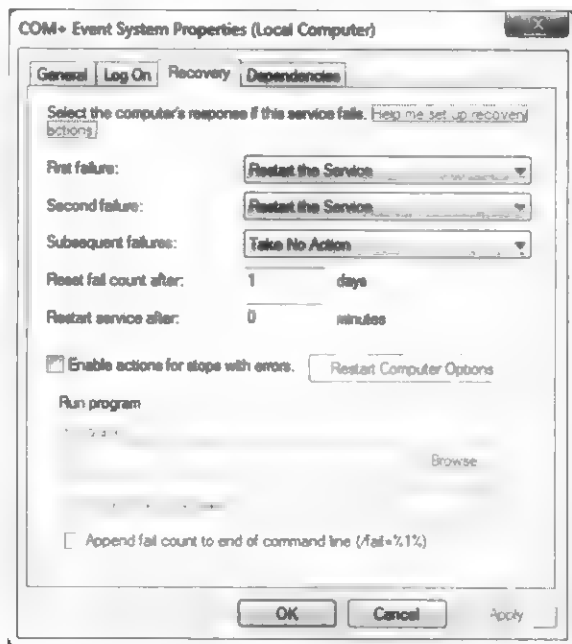 COM+ Event System Properties (Local Computer)
X
General Log On Recovery Dependencies
Select the computer's response if this service fails. Help me set up recovery
actions.
First failure: Restart the Service
Second failure: Restart the Service
Subsequent failures: Take No Action
Reset fail count after: 1 days
Restart service after: 0 minutes
Enable actions for stops with errors. Restart Computer Options
Run program
Browse
Append fail count to end of command line (/fail=%1%)
OK Cancel Apply